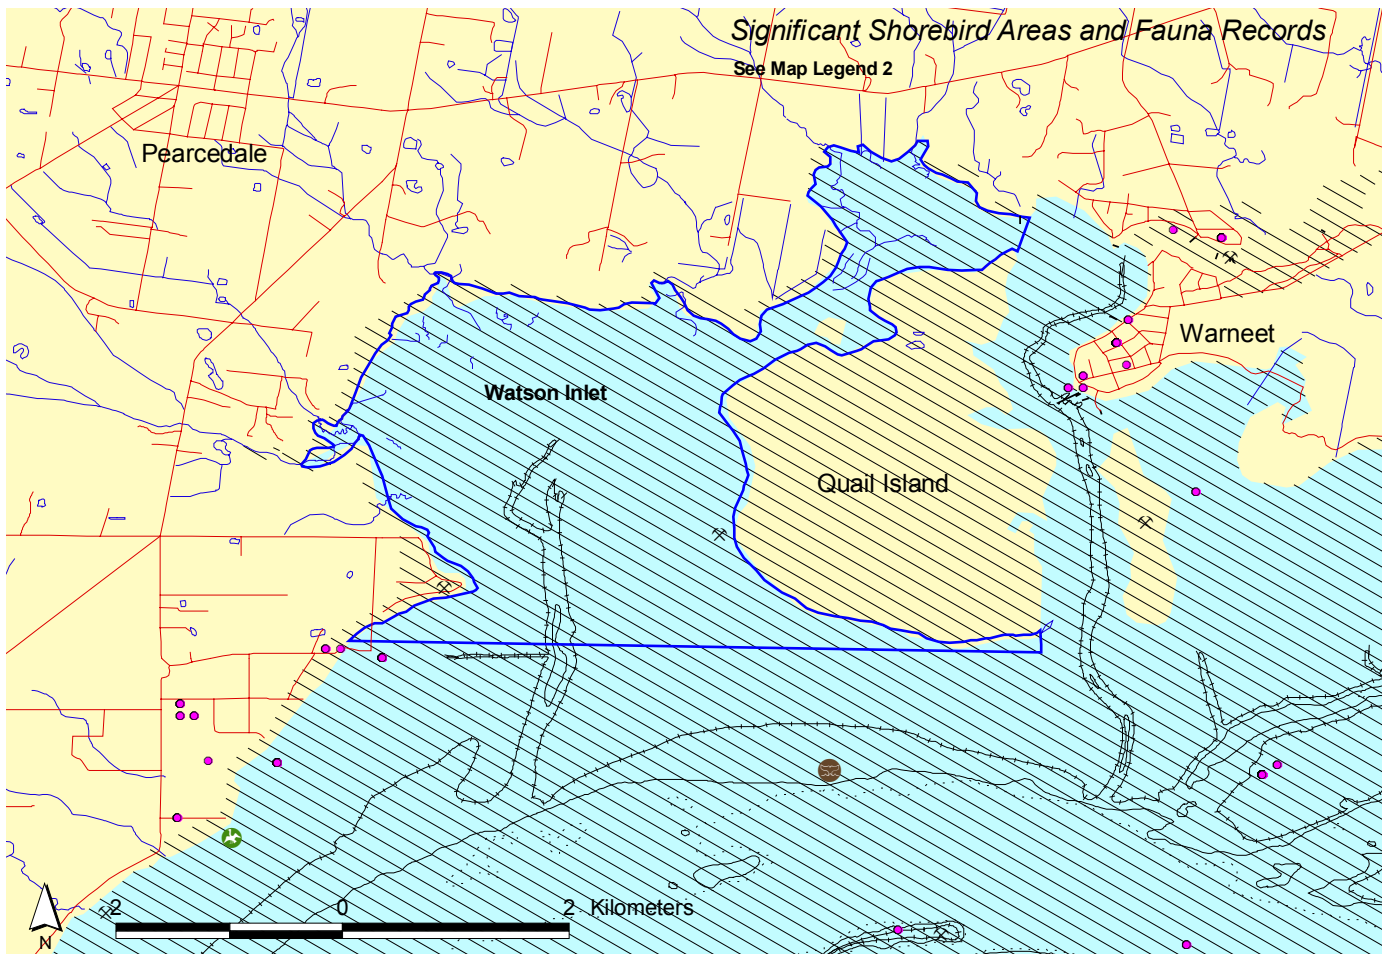 Significant Shorebird Areas and Fauna Records
See Map Legend 2
Pearcedale
Warneet
Watson Inlet
Quail Island
2 0 2 Kilometers
N